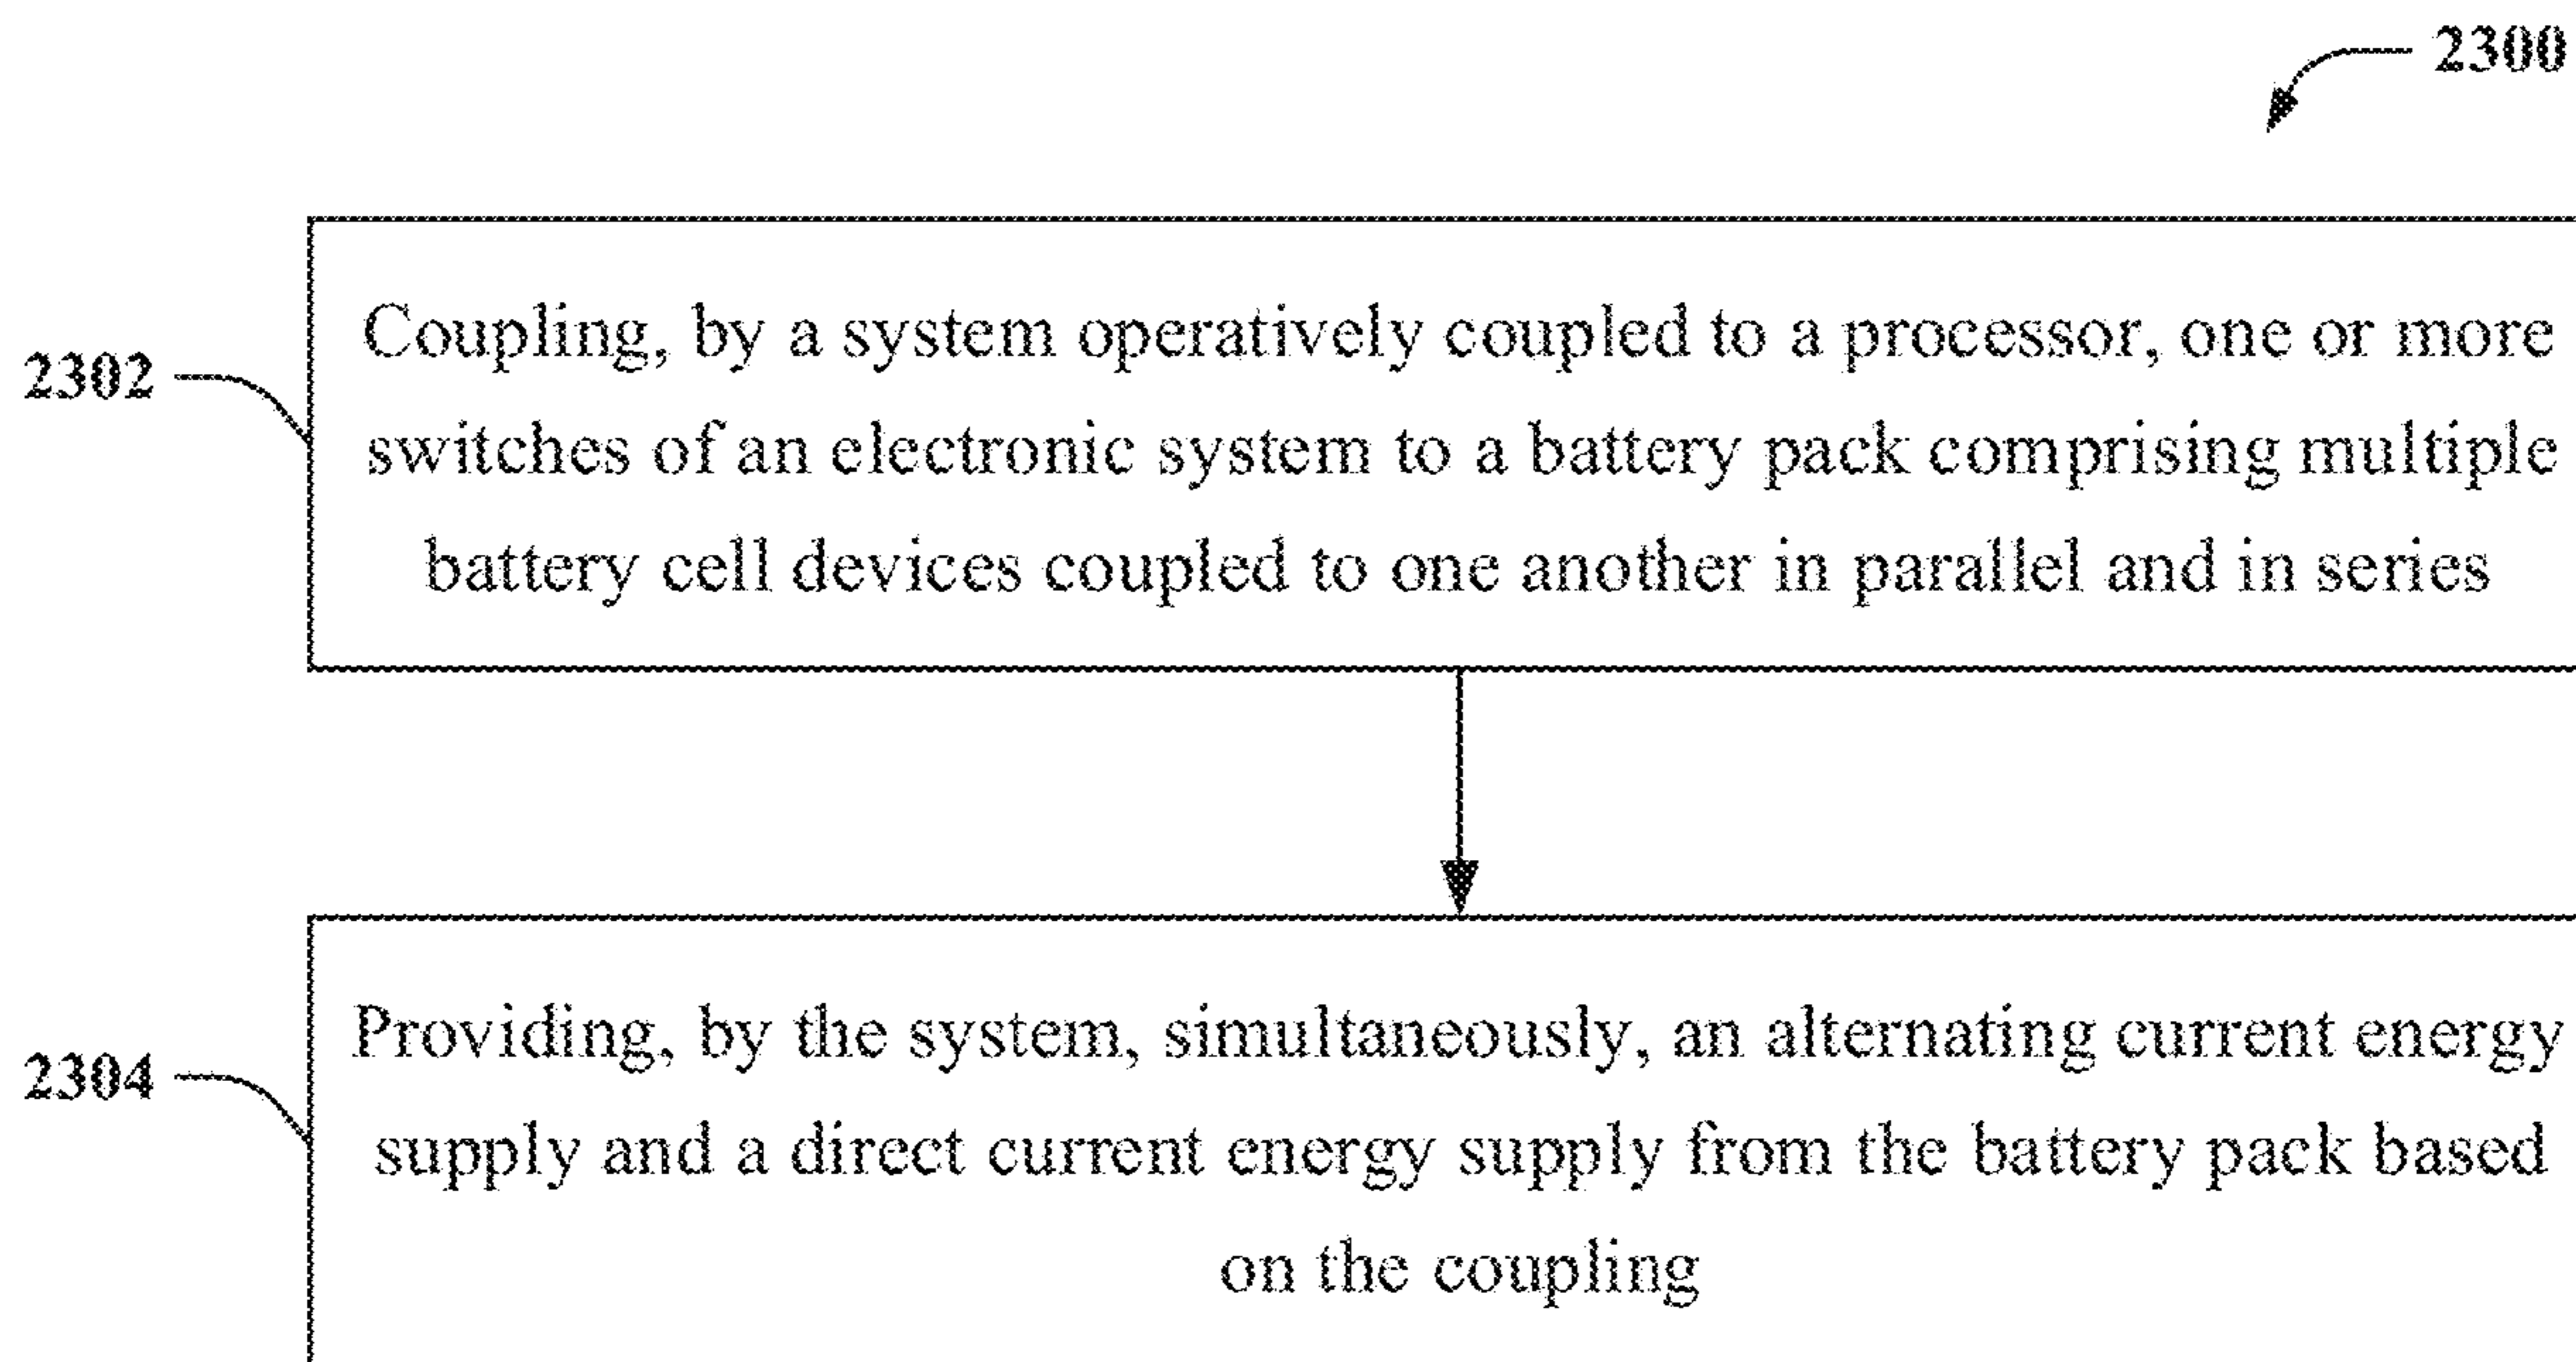 2300
2302
Coupling, by a system operatively coupled to a processor, one or more
switches of an electronic system to a battery pack comprising multiple
battery cell devices coupled to one another in parallel and in series
2304
Providing, by the system, simultaneously, an alternating current energy
supply and a direct current energy supply from the battery pack based
on the coupling